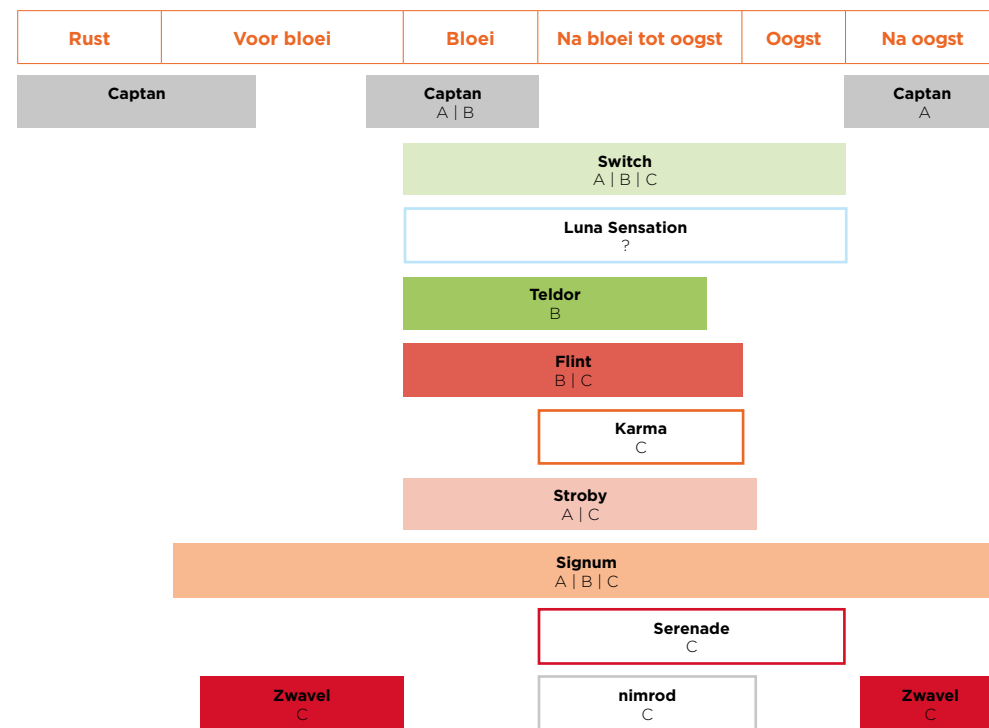 Rust Voor bloei Bloei Na bloei tot oogst Oogst Na oogst
Captan Captan Captan
A | B A
Switch
A | B | C
Luna Sensation
?
Teldor
B
Flint
B | C
Karma
C
Stroby
A | C
Signum
A | B | C
Serenade
C
Zwavel nimrod Zwavel
C C C